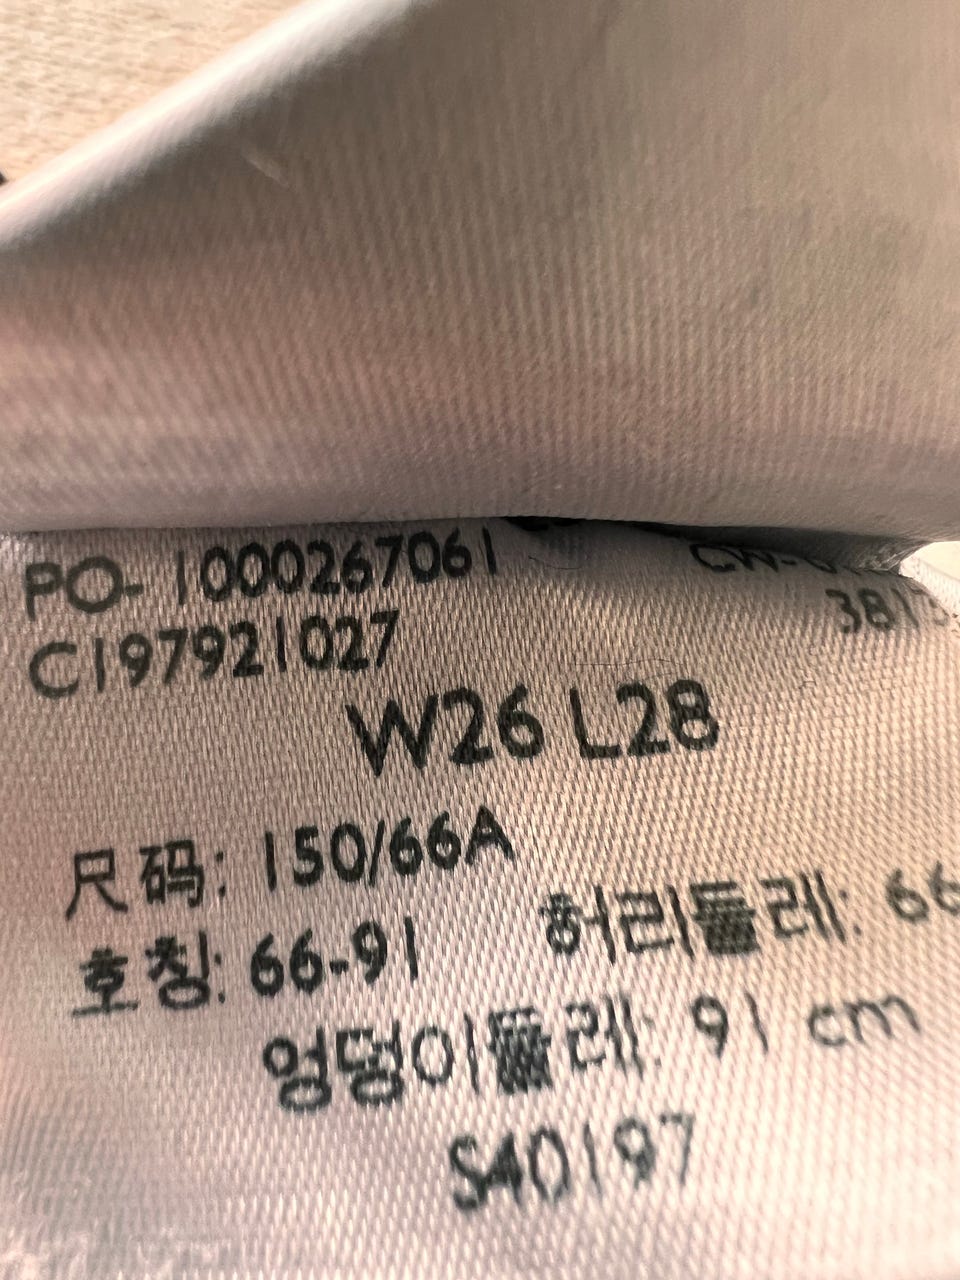 PO-1000267061
C197921027
W26 L28
尺码: 150/66A
호칭: 66-91 허리둘레: 66
엉덩이둘레: 91 cm
S40197